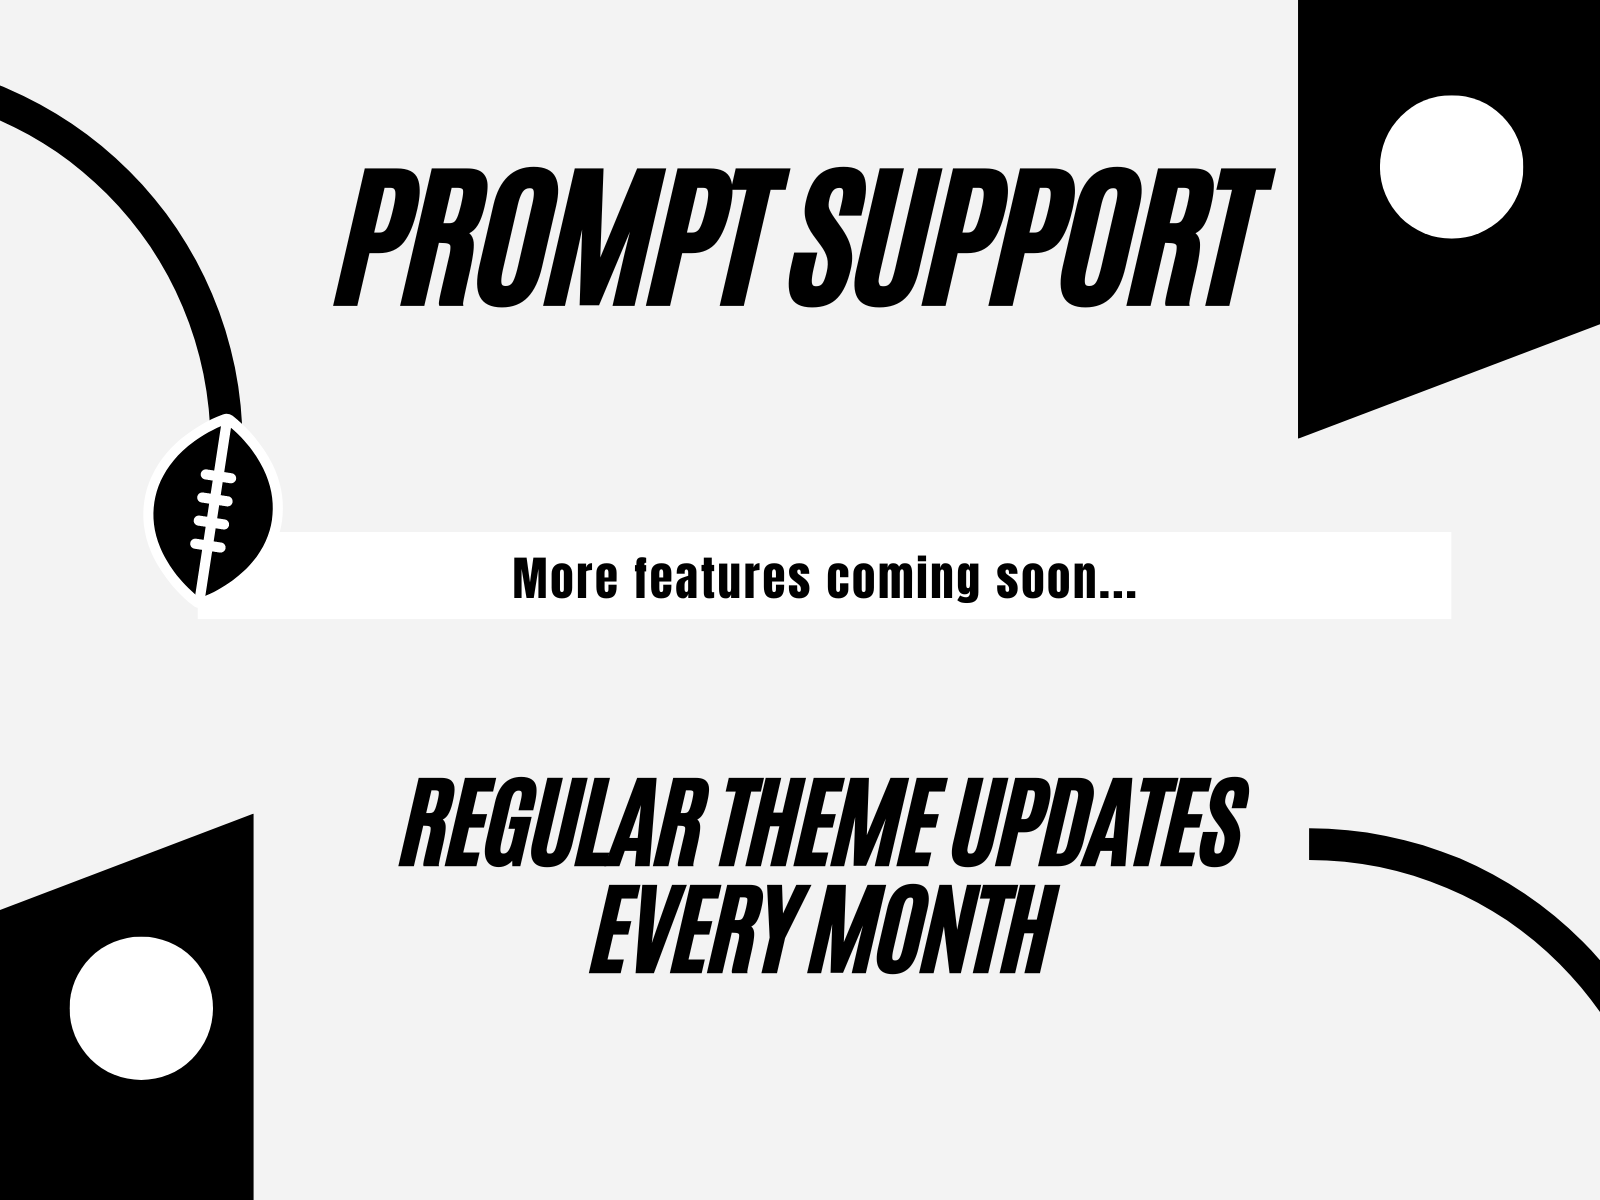 PROMPT SUPPORT
More features coming soon...
REGULAR THEME UPDATES
EVERY MONTH